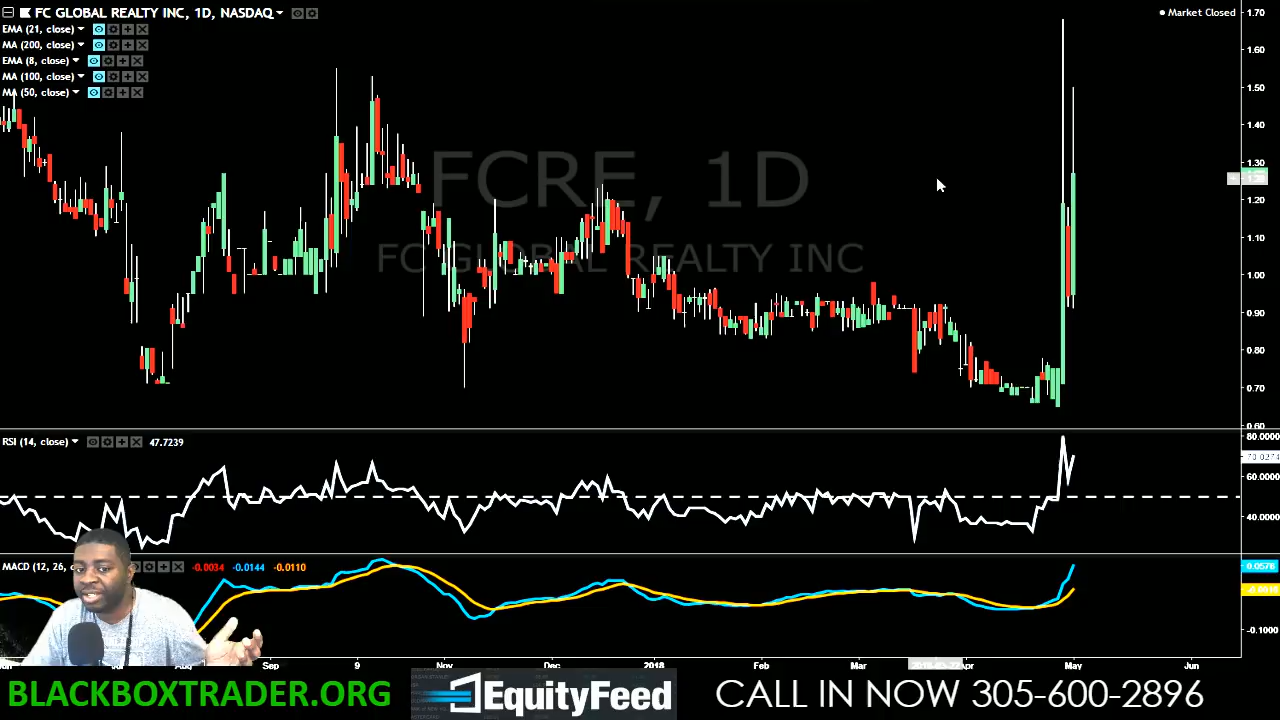 FC GLOBAL REALTY INC, 1D, NASDAQ
Market Closed
EMA (21, close)
MA (200, close)
EMA (8, close)
MA (100, close)
MA (50, close)
1.70
1.60
1.50
1.40
1.30
1.20
1.10
1.00
0.90
0.80
0.70
0.60
FCRE, 1D
FC GLOBAL REALTY INC
RSI (14, close) 47.7239
80.0000
60.0000
40.0000
MACD (12, 26, -0.0034 -0.0144 -0.0110
0.0576
-0.1000
Sep 9 Nov Dec 2018 Feb Mar Apr May Jun
BLACKBOXTRADER.ORG
EquityFeed
CALL IN NOW 305-600-2896